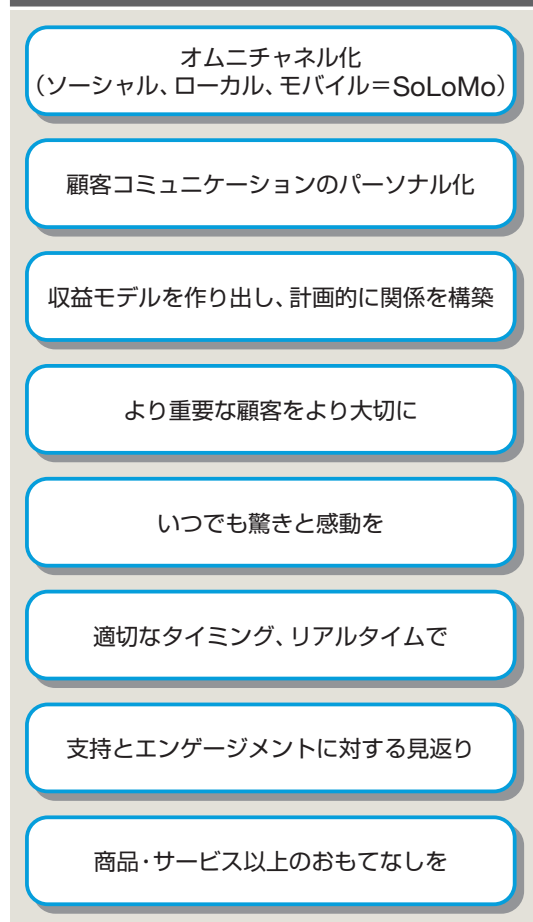 オムニチャネル化
(ソーシャル、ローカル、モバイル=SoLoMo)
顧客コミュニケーションのパーソナル化
収益モデルを作り出し、計画的に関係を構築
より重要な顧客をより大切に
いつでも驚きと感動を
適切なタイミング、リアルタイムで
支持とエンゲージメントに対する見返り
商品・サービス以上のおもてなしを